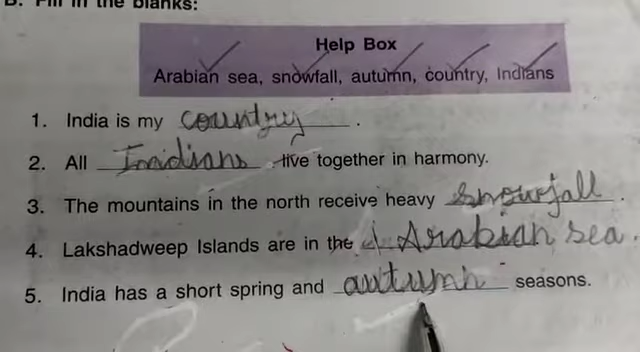 B. Fill in the blanks:
Help Box
Arabian sea, snowfall, autumn, country, Indians
1. India is my country.
2. All Indians live together in harmony.
3. The mountains in the north receive heavy snowfall.
4. Lakshadweep Islands are in the Arabian sea.
5. India has a short spring and autumn seasons.